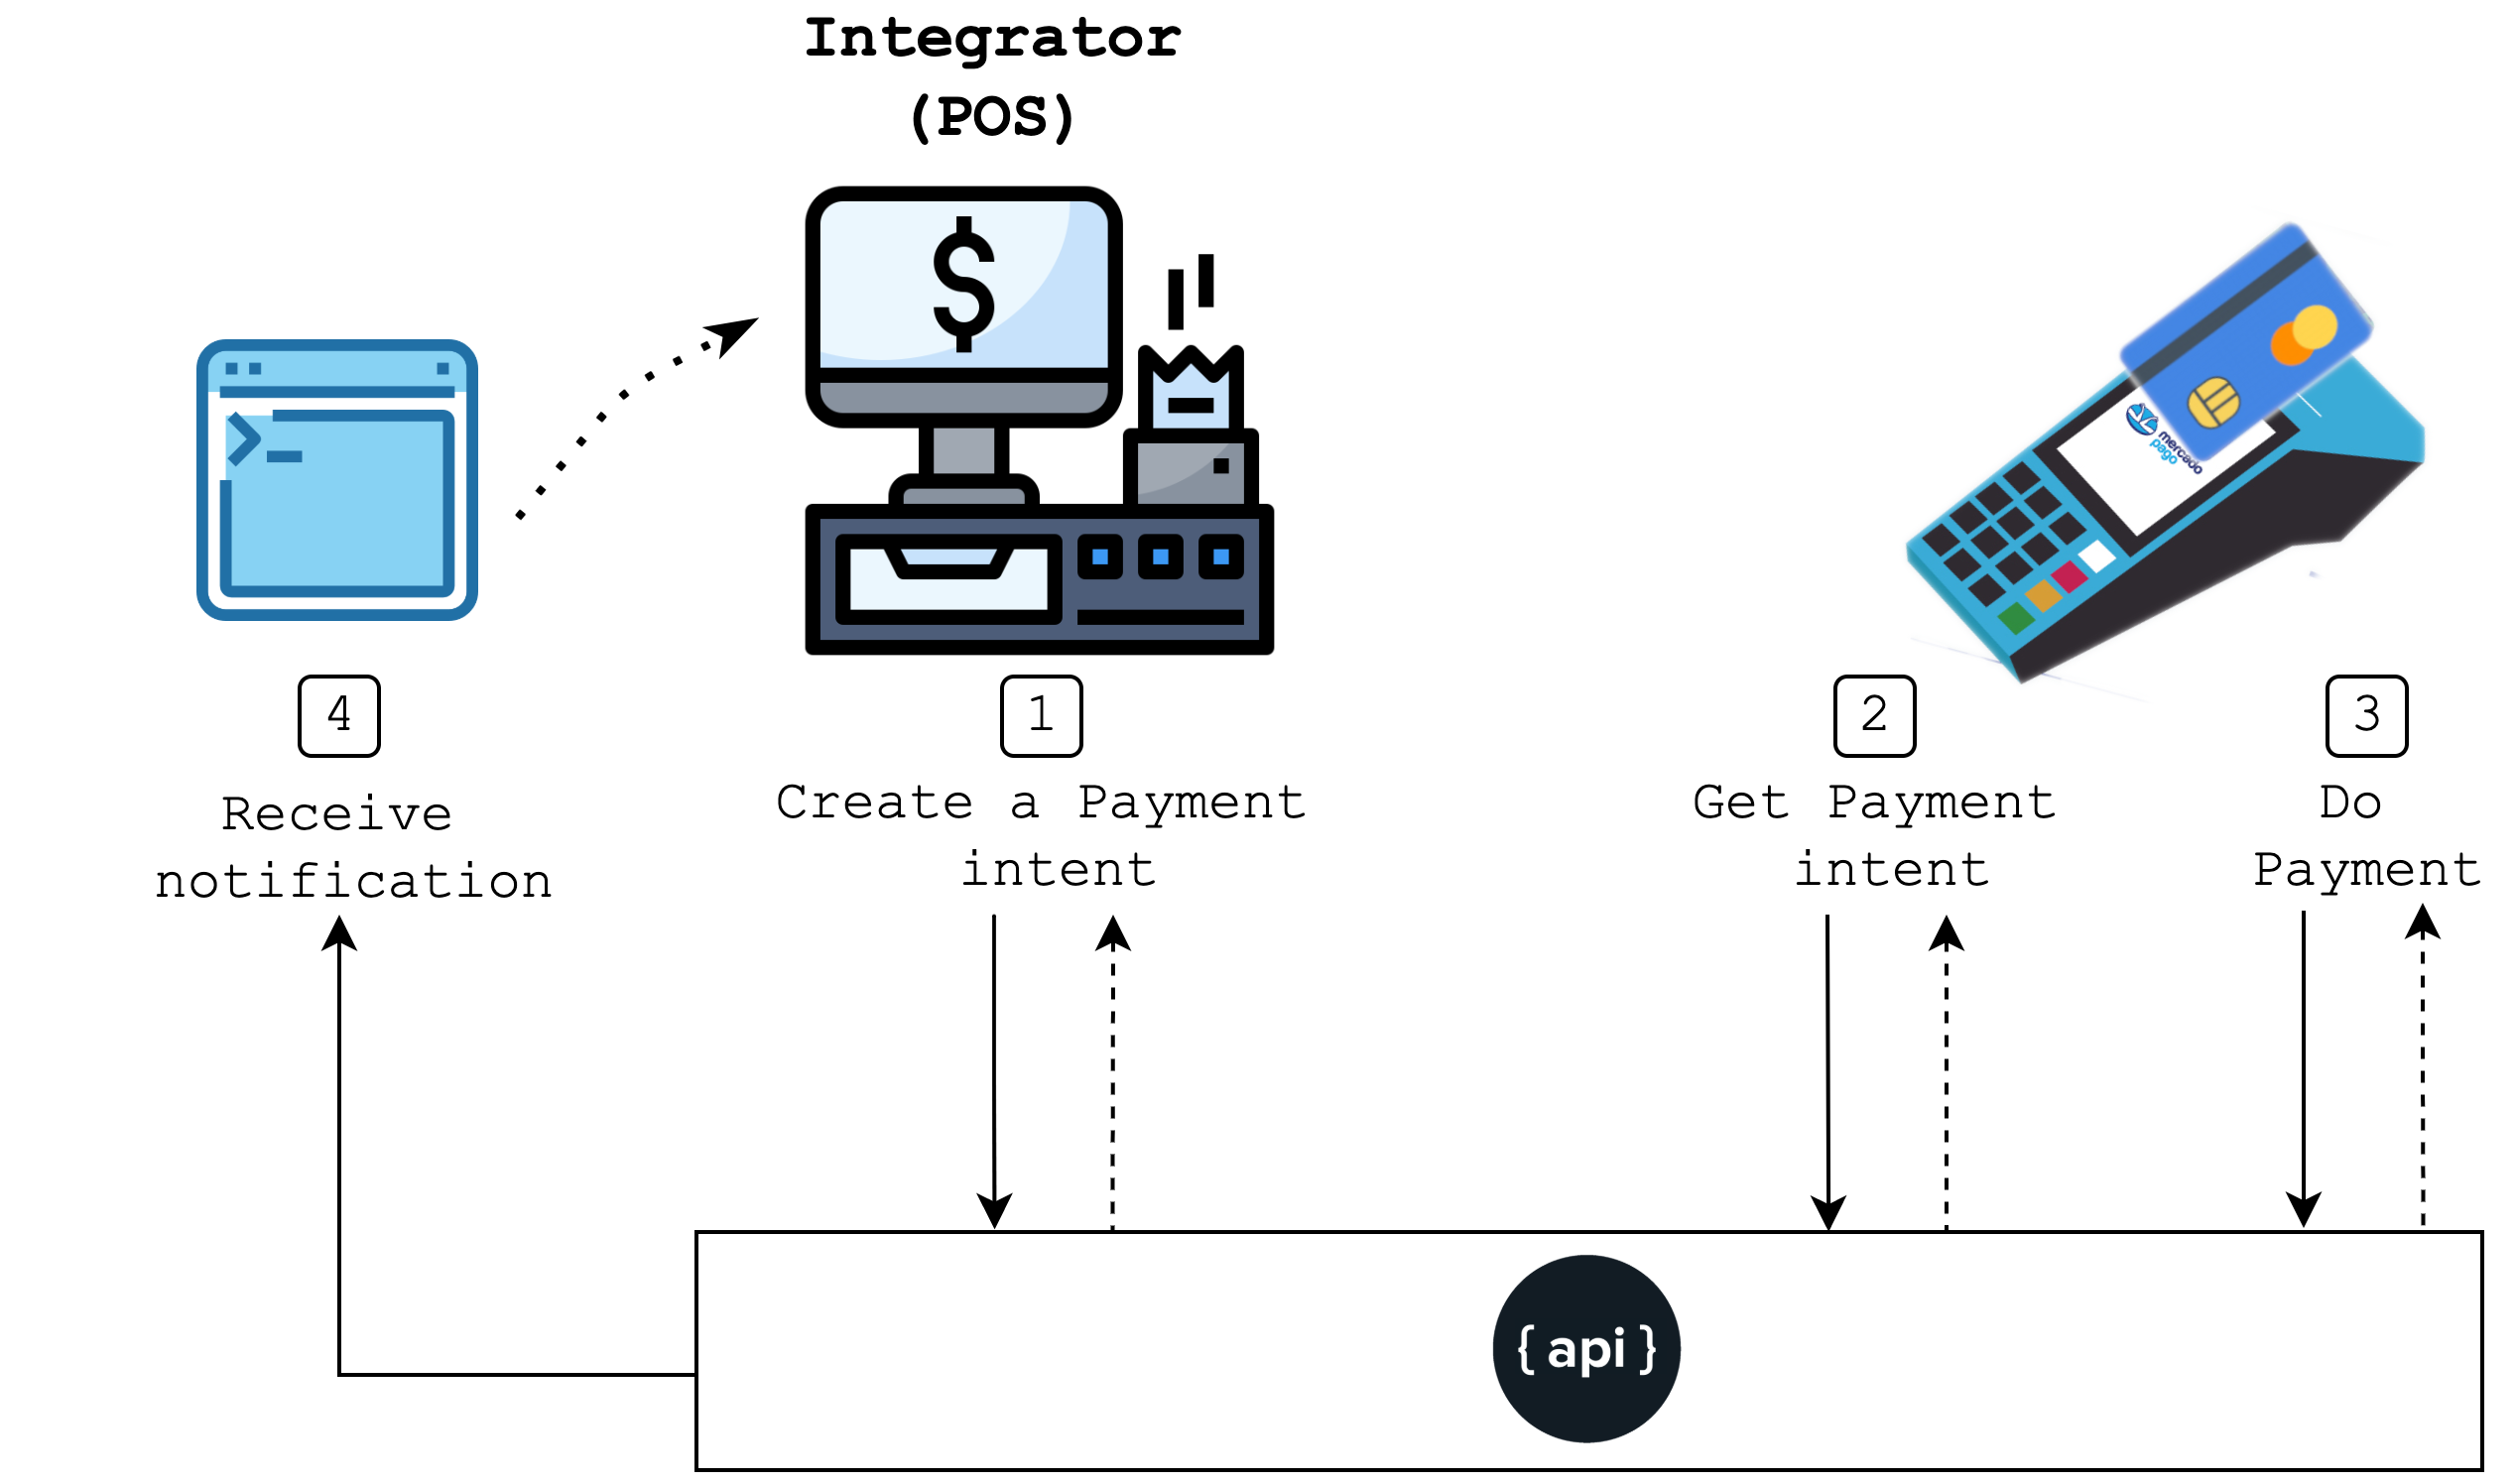 Integrator
(POS)
$
mercado
pago
4
Receive
notification
1
Create a Payment
intent
2
Get Payment
intent
3
Do
Payment
{ api }